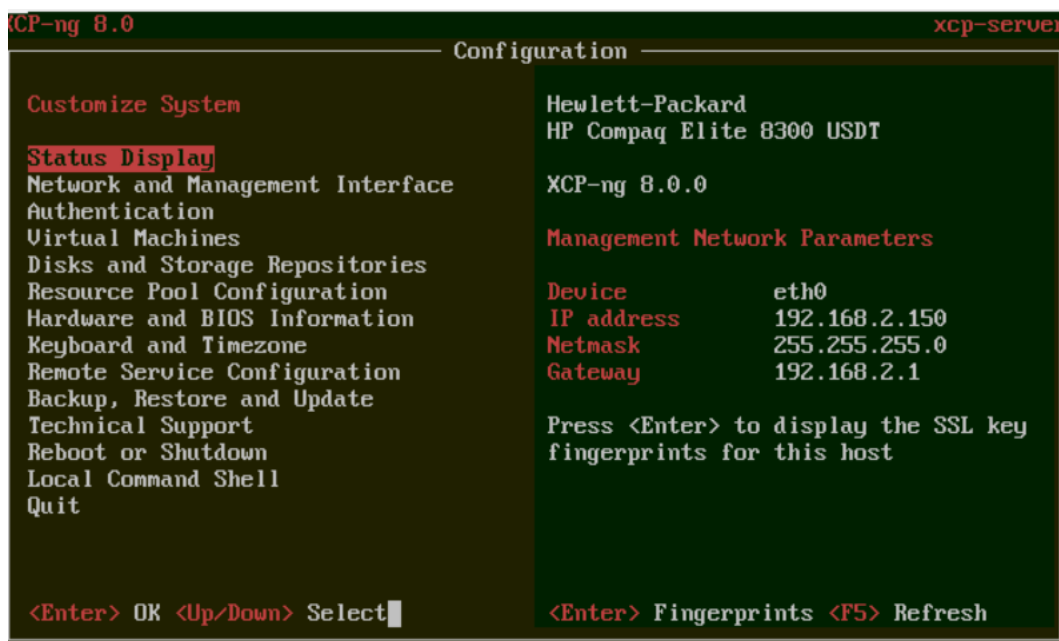 XCP-ng 8.0 xcp-server
Configuration
Customize System
Status Display
Network and Management Interface
Authentication
Virtual Machines
Disks and Storage Repositories
Resource Pool Configuration
Hardware and BIOS Information
Keyboard and Timezone
Remote Service Configuration
Backup, Restore and Update
Technical Support
Reboot or Shutdown
Local Command Shell
Quit
<Enter> OK <Up/Down> Select
Hewlett-Packard
HP Compaq Elite 8300 USDT
XCP-ng 8.0.0
Management Network Parameters
Device eth0
IP address 192.168.2.150
Netmask 255.255.255.0
Gateway 192.168.2.1
Press <Enter> to display the SSL key
fingerprints for this host
<Enter> Fingerprints <F5> Refresh